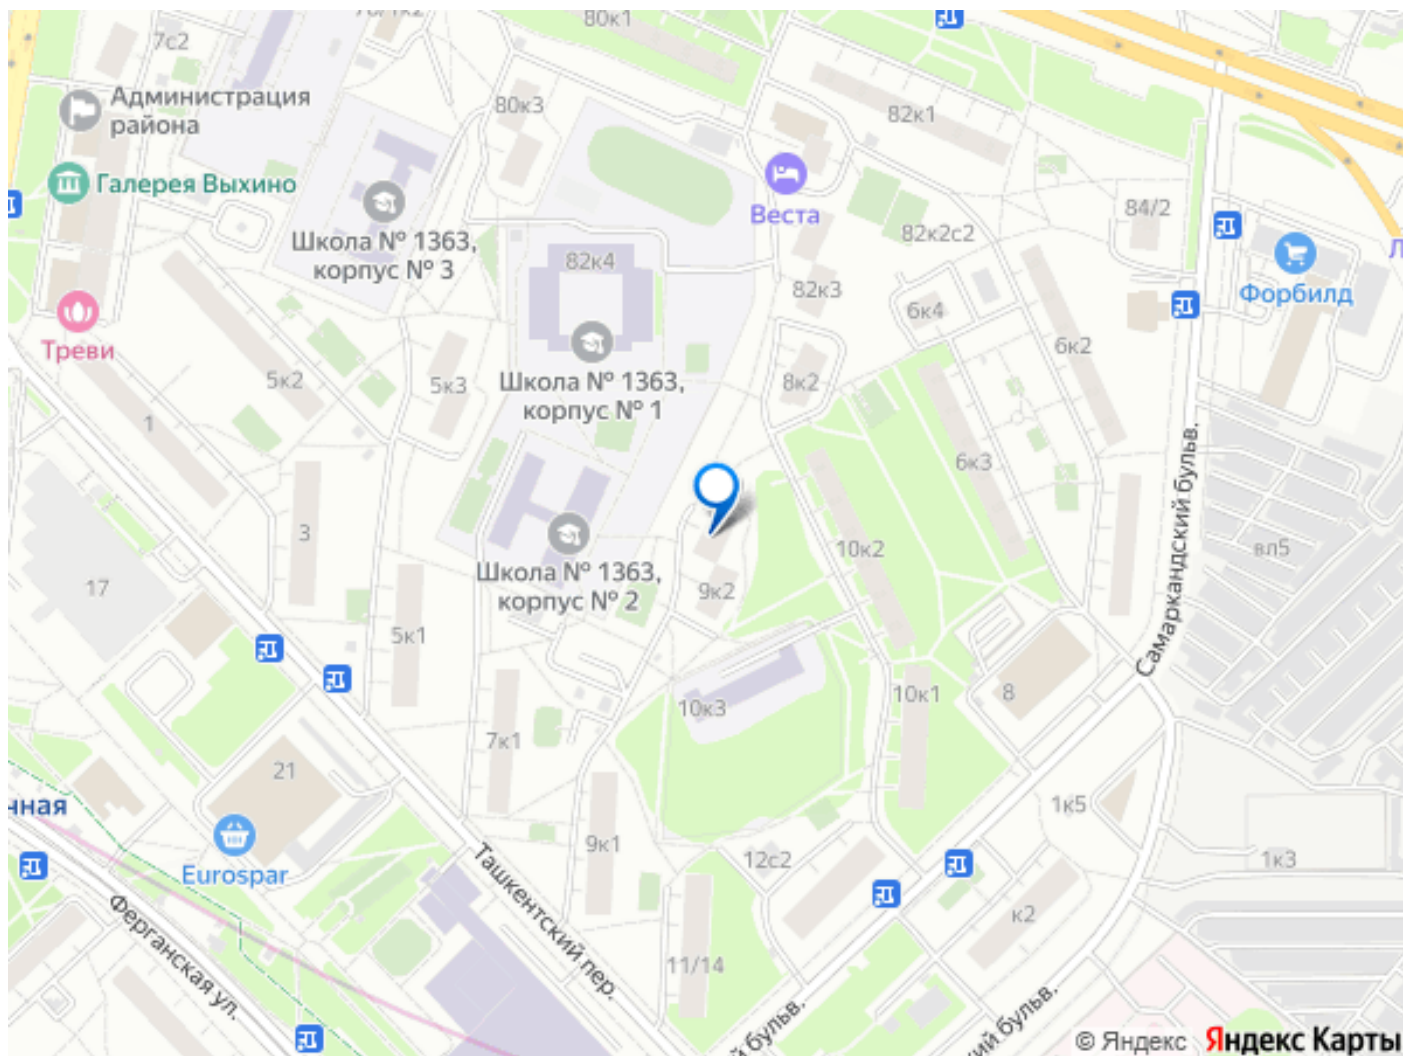 80к1
7с2
80к3
82к1
Администрация
района
Галерея Выхино
Веста
84/2
82к2с2
Школа № 1363,
корпус № 3
82к4
82к3
Форбилд
6к4
6к2
Треви
5к2
5к3
Школа № 1363,
корпус № 1
8к2
1
6к3
Самаркандский бульв.
3
10к2
вл5
17
Школа № 1363,
корпус № 2
9к2
5к1
10к3
10к1
8
7к1
21
1к5
9к1
12с2
1к3
Eurospar
Ташкентский пер.
Ферганская ул.
к2
11/14
бульв.
бульв.
© Яндекс Яндекс Карты